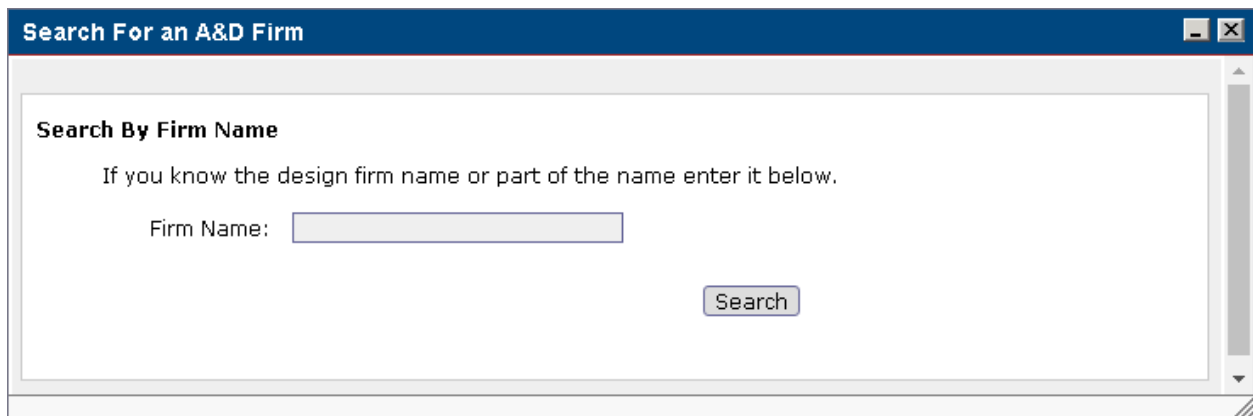 Search For an A&D Firm
Search By Firm Name
If you know the design firm name or part of the name enter it below.
Firm Name:
Search